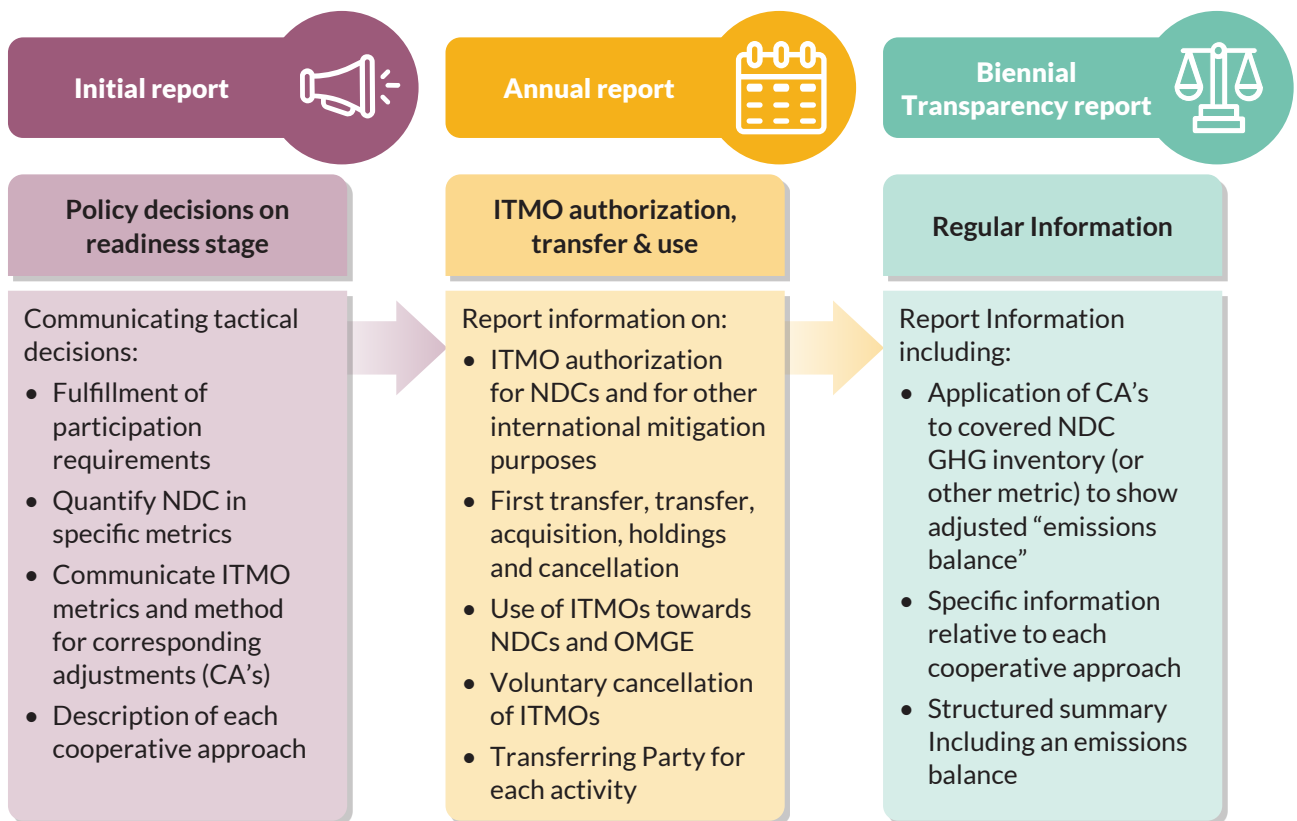 Initial report
Policy decisions on
readiness stage
Communicating tactical
decisions:
• Fulfillment of
participation
requirements
• Quantify NDC in
specific metrics
• Communicate ITMO
metrics and method
for corresponding
adjustments (CA’s)
• Description of each
cooperative approach
Annual report
ITMO authorization,
transfer & use
Report information on:
• ITMO authorization
for NDCs and for other
international mitigation
purposes
• First transfer, transfer,
acquisition, holdings
and cancellation
• Use of ITMOs towards
NDCs and OMGE
• Voluntary cancellation
of ITMOs
• Transferring Party for
each activity
Biennial
Transparency report
Regular Information
Report Information
including:
• Application of CA’s
to covered NDC
GHG inventory (or
other metric) to show
adjusted “emissions
balance”
• Specific information
relative to each
cooperative approach
• Structured summary
Including an emissions
balance